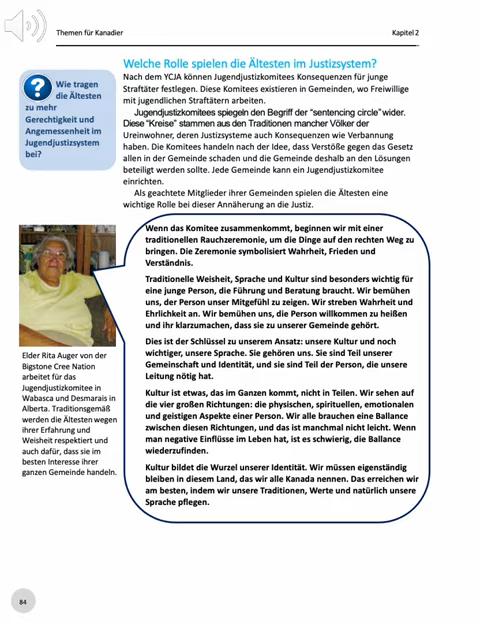 Themen für Kanadier
Kapitel 2
Welche Rolle spielen die Ältesten im Justizsystem?
Nach dem YCJA können Jugendjustizkomitees Konsequenzen für junge
Straftäter festlegen. Diese Komitees existieren in Gemeinden, wo Freiwillige
mit jugendlichen Straftätern arbeiten.
Jugendjustizkomitees spiegeln den Begriff der "sentencing circle" wider.
Diese "Kreise" stammen aus den Traditionen mancher Völker der
Ureinwohner, deren Justizsysteme auch Konsequenzen wie Verbannung
haben. Die Komitees handeln nach der Idee, dass Verstöße gegen das Gesetz
allen in der Gemeinde schaden und die Gemeinde deshalb an den Lösungen
beteiligt werden sollte. Jede Gemeinde kann ein Jugendjustizkomitee
einrichten.
Als geachtete Mitglieder ihrer Gemeinden spielen die Ältesten eine
wichtige Rolle bei dieser Annäherung an die Justiz.
?
Wie tragen
die Ältesten
zu mehr
Gerechtigkeit und
Angemessenheit im
Jugendjustizsystem
bei?
Wenn das Komitee zusammenkommt, beginnen wir mit einer
traditionellen Rauchzeremonie, um die Dinge auf den rechten Weg zu
bringen. Die Zeremonie symbolisiert Wahrheit, Frieden und
Verständnis.
Traditionelle Weisheit, Sprache und Kultur sind besonders wichtig für
eine junge Person, die Führung und Beratung braucht. Wir bemühen
uns, der Person unser Mitgefühl zu zeigen. Wir streben Wahrheit und
Ehrlichkeit an. Wir bemühen uns, die Person willkommen zu heißen
und ihr klarzumachen, dass sie zu unserer Gemeinde gehört.
Dies ist der Schlüssel zu unserem Ansatz: unsere Kultur und noch
wichtiger, unsere Sprache. Sie gehören uns. Sie sind Teil unserer
Gemeinschaft und Identität, und sie sind Teil der Person, die unsere
Leitung nötig hat.
Kultur ist etwas, das im Ganzen kommt, nicht in Teilen. Wir sehen auf
die vier großen Richtungen: die physischen, spirituellen, emotionalen
und geistigen Aspekte einer Person. Wir alle brauchen eine Ballance
zwischen diesen Richtungen, und das ist manchmal nicht leicht. Wenn
man negative Einflüsse im Leben hat, ist es schwierig, die Ballance
wiederzufinden.
Kultur bildet die Wurzel unserer Identität. Wir müssen eigenständig
bleiben in diesem Land, das wir alle Kanada nennen. Das erreichen wir
am besten, indem wir unsere Traditionen, Werte und natürlich unsere
Sprache pflegen.
Elder Rita Auger von der
Bigstone Cree Nation
arbeitet für das
Jugendjustizkomitee in
Wabasca und Desmarais in
Alberta. Traditionsgemäß
werden die Ältesten wegen
ihrer Erfahrung und
Weisheit respektiert und
auch dafür, dass sie im
besten Interesse ihrer
ganzen Gemeinde handeln.
84